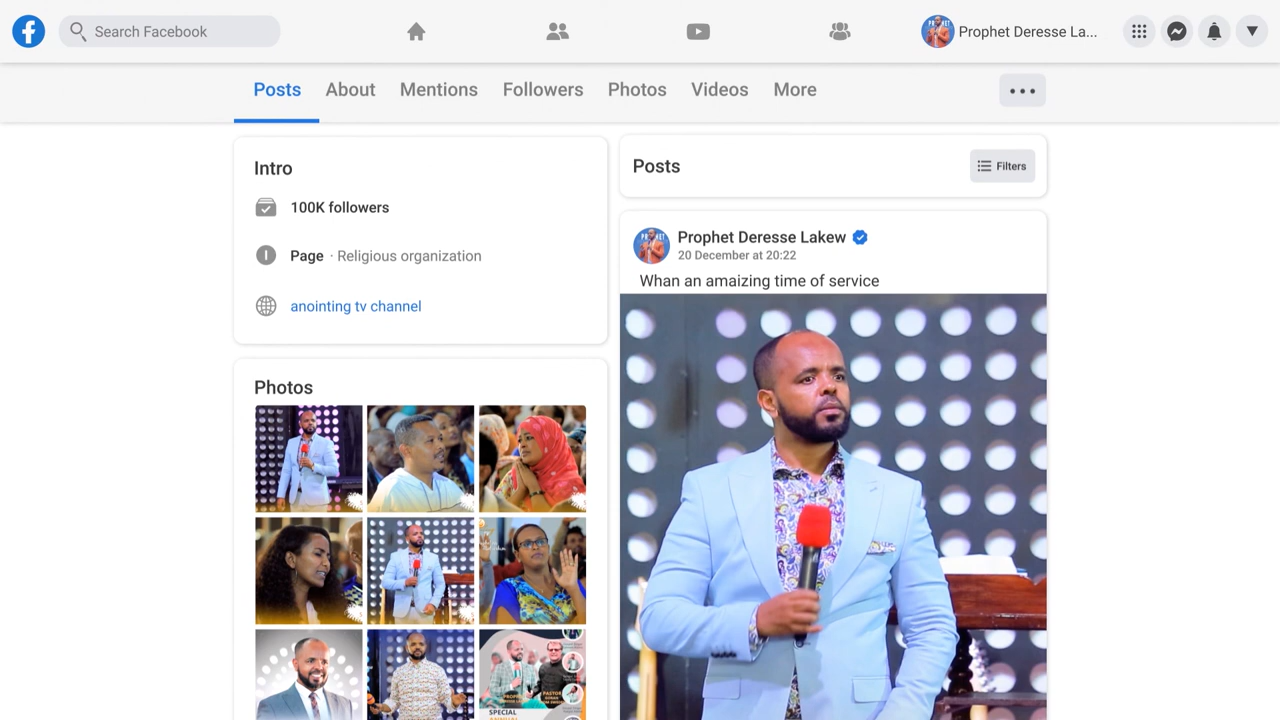 Search Facebook
Prophet Deresse La...
Posts
About
Mentions
Followers
Photos
Videos
More
Intro
100K followers
Page · Religious organization
anointing tv channel
Photos
SPECIAL
Posts
Filters
Prophet Deresse Lakew
20 December at 20:22
Whan an amaizing time of service